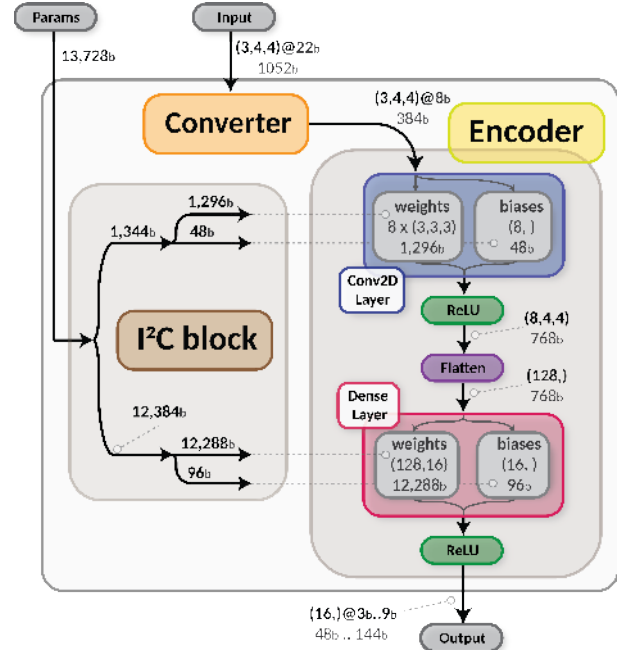 Params
Input
13,728b
(3,4,4)@22b
1052b
Converter
(3,4,4)@8b
384b
Encoder
1,296b
1,344b
48b
weights
8 x (3,3,3)
1,296b
biases
(8, )
48b
Conv2D
Layer
ReLU
(8,4,4)
768b
I²C block
Flatten
(128,)
768b
Dense
Layer
12,384b
12,288b
96b
weights
(128,16)
12,288b
biases
(16, )
96b
ReLU
(16,)@3b..9b
48b .. 144b
Output